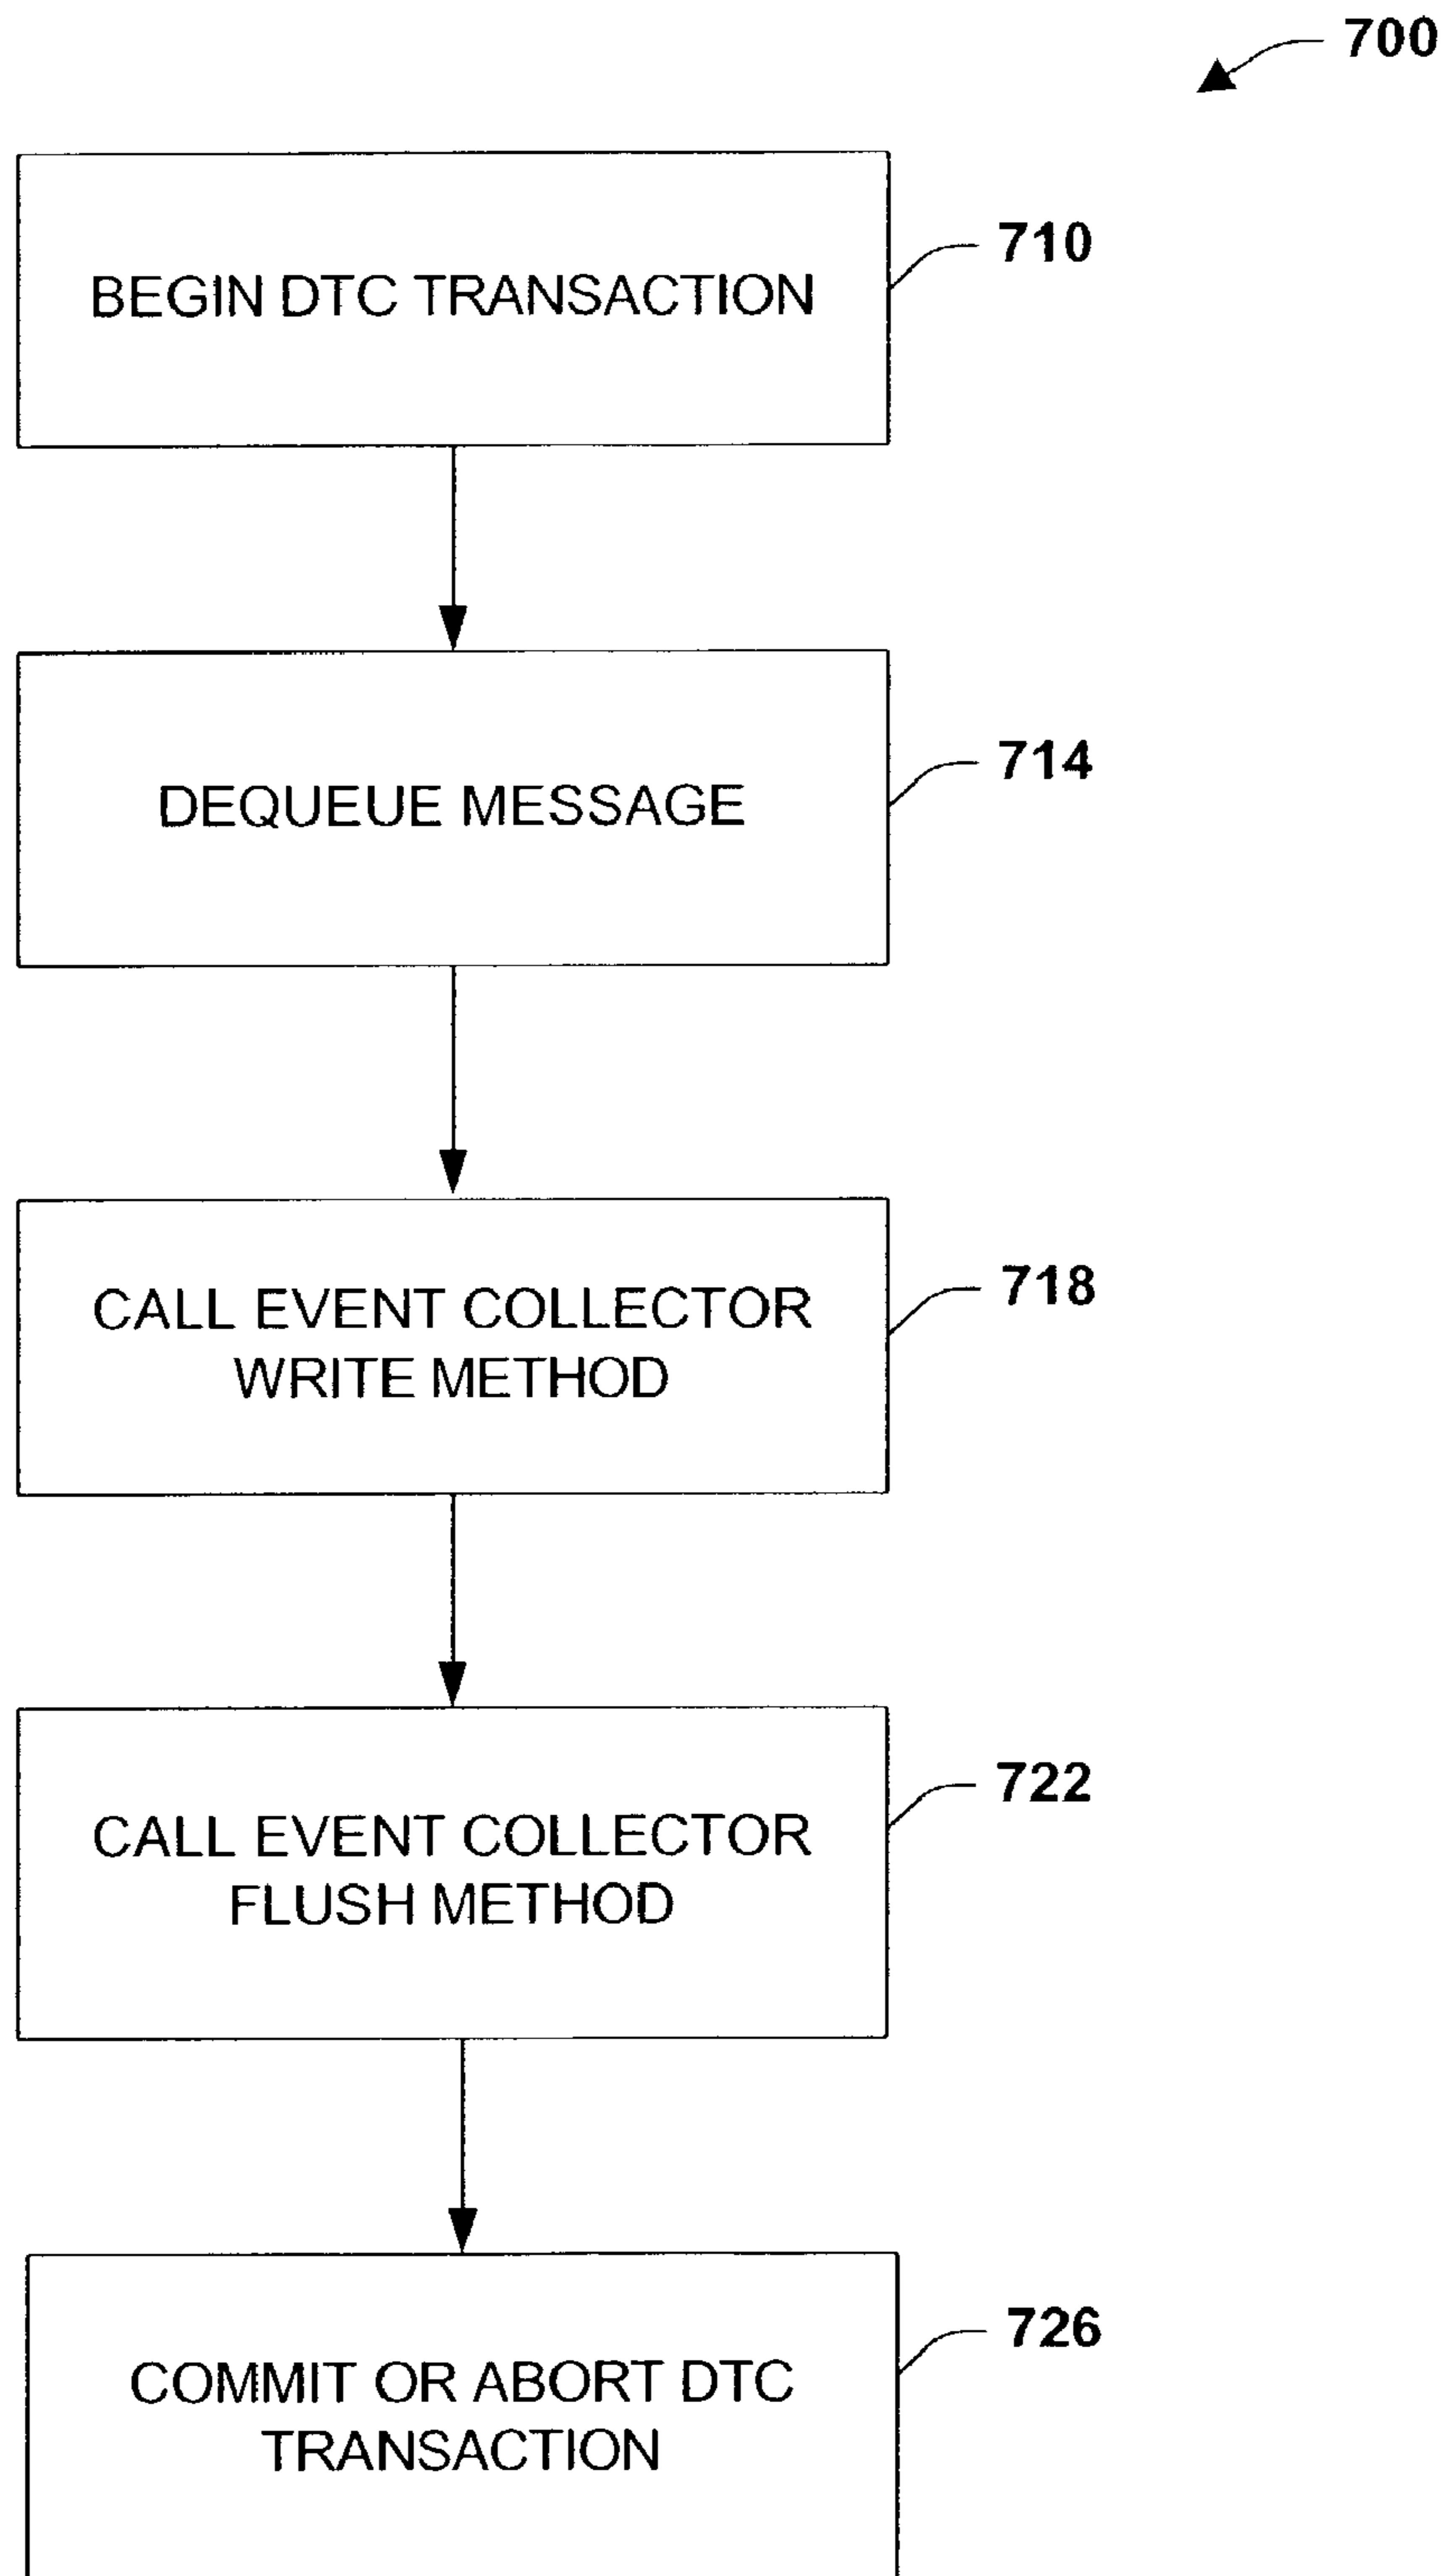 700
BEGIN DTC TRANSACTION
710
DEQUEUE MESSAGE
714
CALL EVENT COLLECTOR
WRITE METHOD
718
CALL EVENT COLLECTOR
FLUSH METHOD
722
COMMIT OR ABORT DTC
TRANSACTION
726